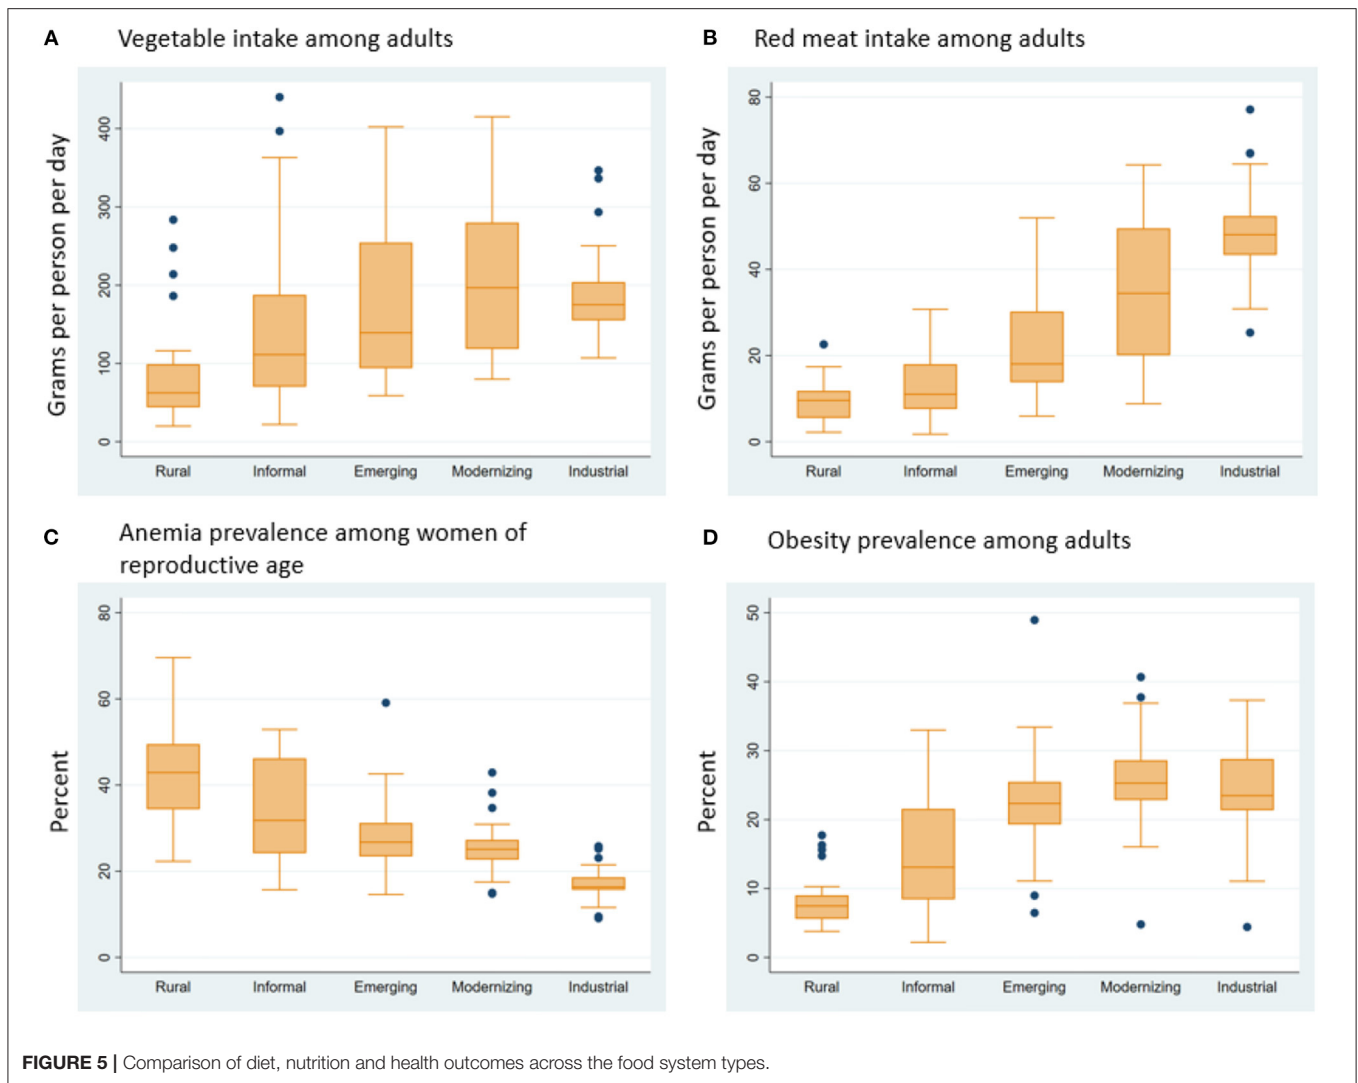 A Vegetable intake among adults
Grams per person per day
400
300
200
100
0
Rural Informal Emerging Modernizing Industrial
B Red meat intake among adults
Grams per person per day
80
60
40
20
0
Rural Informal Emerging Modernizing Industrial
C Anemia prevalence among women of
reproductive age
Percent
80
60
40
20
0
Rural Informal Emerging Modernizing Industrial
D Obesity prevalence among adults
Percent
50
40
30
20
10
0
Rural Informal Emerging Modernizing Industrial
FIGURE 5 | Comparison of diet, nutrition and health outcomes across the food system types.